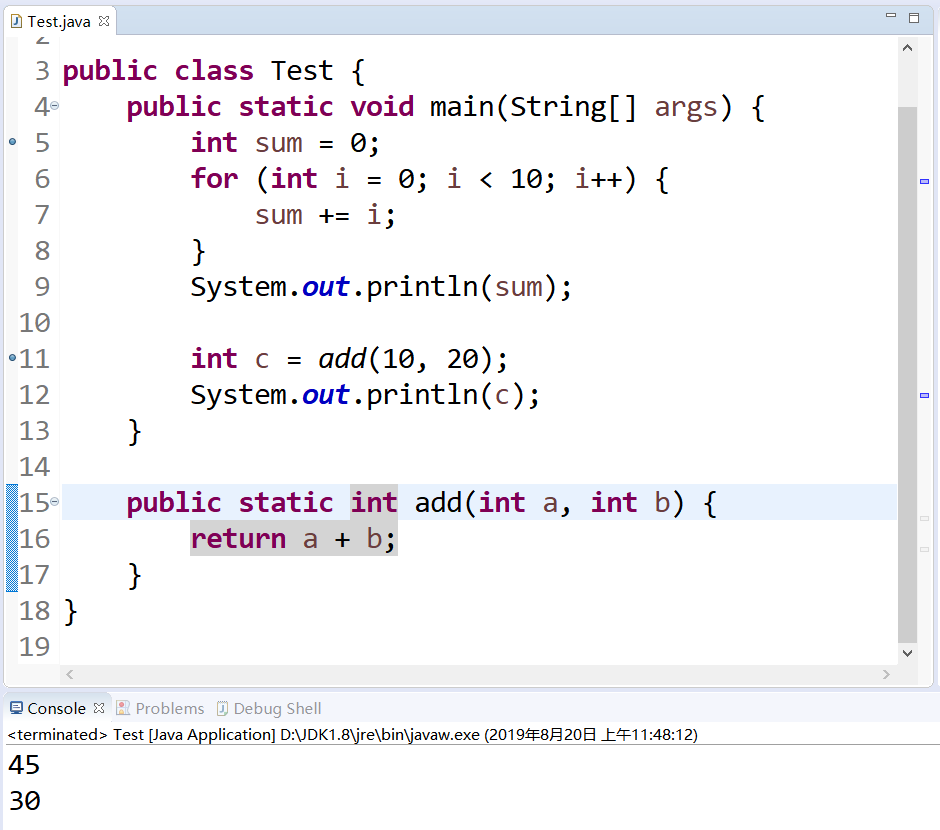 Test.java
2
3 public class Test {
4     public static void main(String[] args) {
5         int sum = 0;
6         for (int i = 0; i < 10; i++) {
7             sum += i;
8         }
9         System.out.println(sum);
10
11         int c = add(10, 20);
12         System.out.println(c);
13     }
14
15     public static int add(int a, int b) {
16         return a + b;
17     }
18 }
19
Console Problems Debug Shell
<terminated> Test [Java Application] D:\JDK1.8\jre\bin\javaw.exe (2019年8月20日 上午11:48:12)
45
30